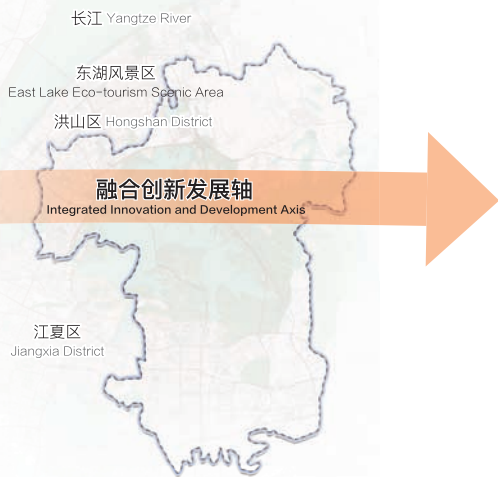 长江 Yangtze River
东湖风景区
East Lake Eco-tourism Scenic Area
洪山区 Hongshan District
融合创新发展轴
Integrated Innovation and Development Axis
江夏区
Jiangxia District